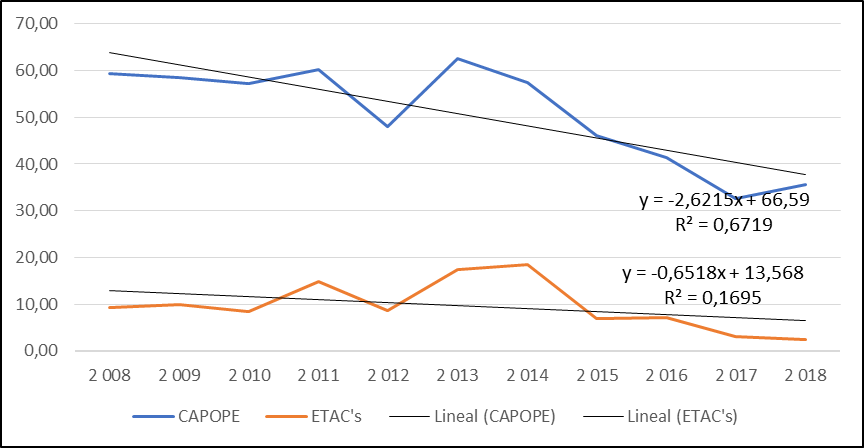 70,00
60,00
50,00
40,00
30,00
20,00
10,00
0,00
y = -2,6215x + 66,59
R² = 0,6719
y = -0,6518x + 13,568
R² = 0,1695
2 008 2 009 2 010 2 011 2 012 2 013 2 014 2 015 2 016 2 017 2 018
CAPOPE ETAC's Lineal (CAPOPE) Lineal (ETAC's)